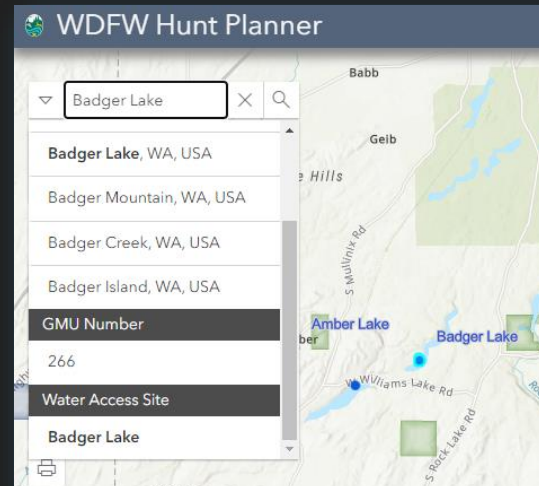 WDFW Hunt Planner
Badger Lake
Badger Lake, WA, USA
Badger Mountain, WA, USA
Badger Creek, WA, USA
Badger Island, WA, USA
GMU Number
266
Water Access Site
Badger Lake
Babb
Geib
Hills
S Mullinix Rd
Amber Lake
ber
Badger Lake
W Williams Lake Rd
S Rock Lake Rd